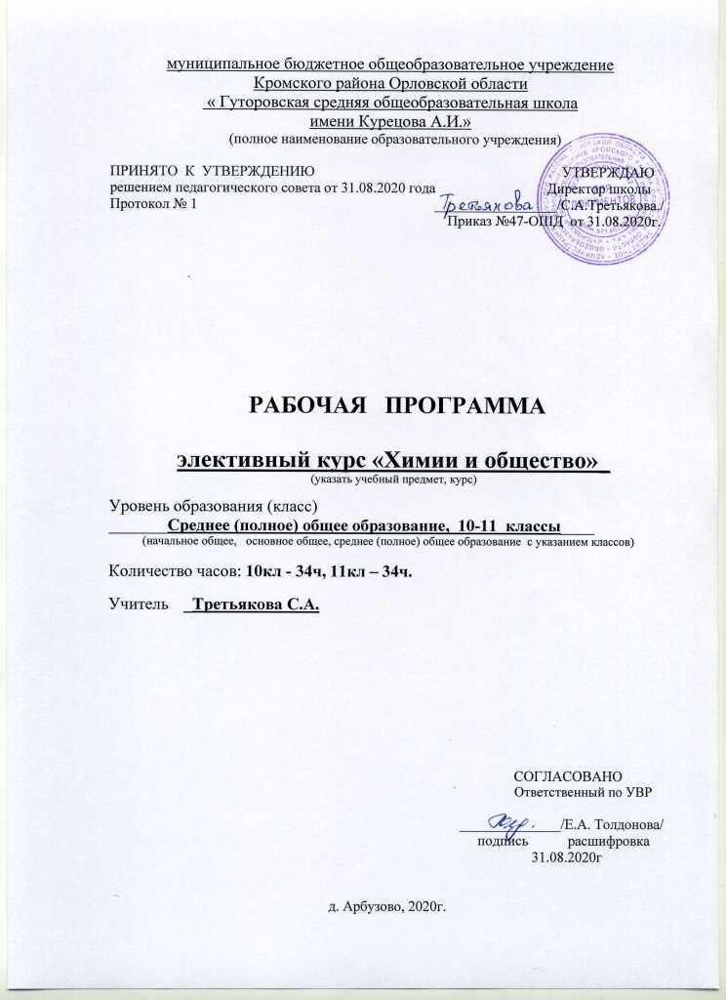 муниципальное бюджетное общеобразовательное учреждение
Кромского района Орловской области
« Гуторовская средняя общеобразовательная школа
имени Курецова А.И.»
(полное наименование образовательного учреждения)
ПРИНЯТО К УТВЕРЖДЕНИЮ УТВЕРЖДАЮ
решением педагогического совета от 31.08.2020 года Директор школы
Протокол № 1 Третьякова /С.А.Третьякова./
Приказ №47-ОШД от 31.08.2020г.
ДЛЯ ДОКУМЕНТОВ
РАБОЧАЯ ПРОГРАММА
элективный курс «Химии и общество»
(указать учебный предмет, курс)
Уровень образования (класс)
Среднее (полное) общее образование, 10-11 классы
(начальное общее, основное общее, среднее (полное) общее образование с указанием классов)
Количество часов: 10кл - 34ч, 11кл – 34ч.
Учитель Третьякова С.А.
СОГЛАСОВАНО
Ответственный по УВР
/Е.А. Толдонова/
подпись расшифровка
31.08.2020г
д. Арбузово, 2020г.